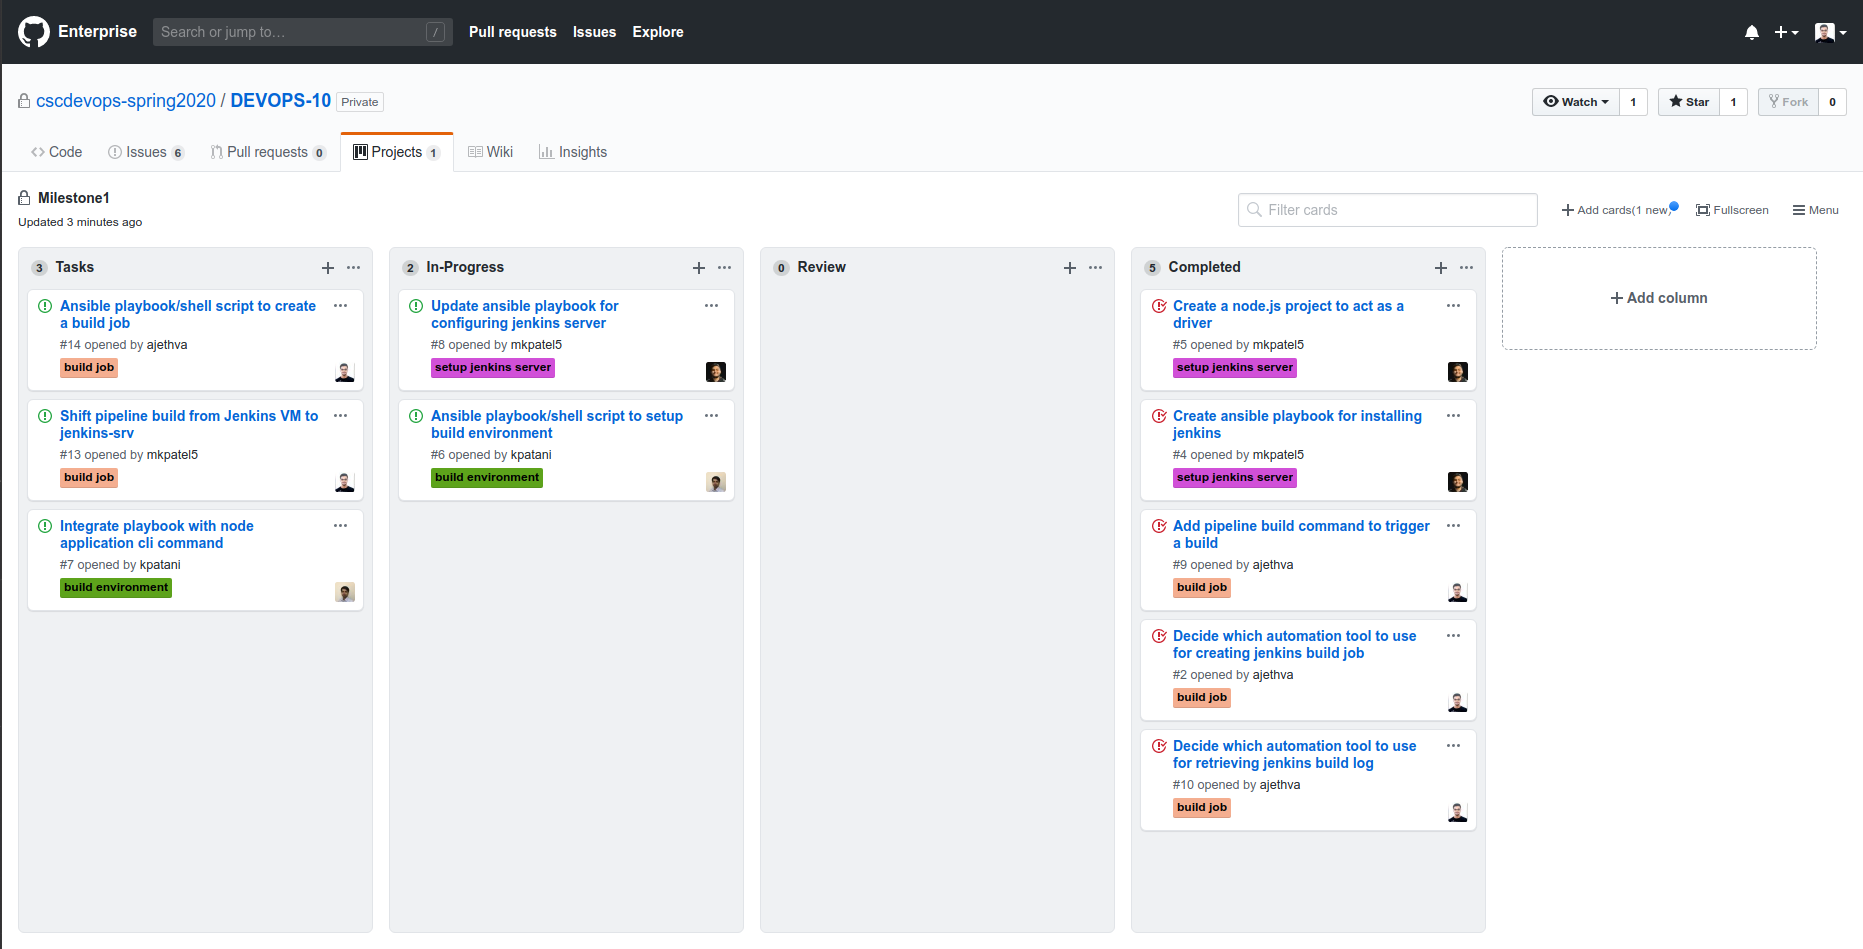 Enterprise
Search or jump to…
/
Pull requests
Issues
Explore
cscdevops-spring2020 / DEVOPS-10 Private
Watch 1
Star 1
Fork 0
Code
Issues 6
Pull requests 0
Projects 1
Wiki
Insights
Milestone1
Updated 3 minutes ago
Filter cards
Add cards(1 new)
Fullscreen
Menu
3 Tasks
Ansible playbook/shell script to create
a build job
#14 opened by ajethva
build job
Shift pipeline build from Jenkins VM to
jenkins-srv
#13 opened by mkpatel5
build job
Integrate playbook with node
application cli command
#7 opened by kpatani
build environment
2 In-Progress
Update ansible playbook for
configuring jenkins server
#8 opened by mkpatel5
setup jenkins server
Ansible playbook/shell script to setup
build environment
#6 opened by kpatani
build environment
0 Review
5 Completed
Create a node.js project to act as a
driver
#5 opened by mkpatel5
setup jenkins server
Create ansible playbook for installing
jenkins
#4 opened by mkpatel5
setup jenkins server
Add pipeline build command to trigger
a build
#9 opened by ajethva
build job
Decide which automation tool to use
for creating jenkins build job
#2 opened by ajethva
build job
Decide which automation tool to use
for retrieving jenkins build log
#10 opened by ajethva
build job
Add column